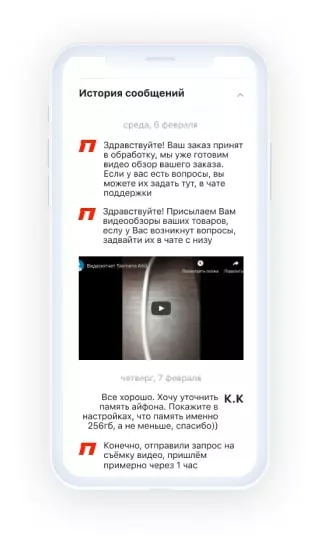 История сообщений
среда, 6 февраля
П
Здравствуйте! Ваш заказ принят
в обработку, мы уже готовим
видео обзор вашего заказа.
Если у вас есть вопросы, вы
можете их задать тут, в чате
поддержки
П
Здравствуйте! Присылаем Вам
видеообзоры ваших товаров,
еслу у Вас возникнут вопросы,
задвайти их в чате с низу
Видеоотчет
четверг, 7 февраля
Все хорошо. Хочу уточнить
К.К
память айфона. Покажите в
настройках, что память именно
256гб, а не меньше, спасибо))
П
Конечно, отправили запрос на
съёмку видео, пришлём
примерно через 1 час